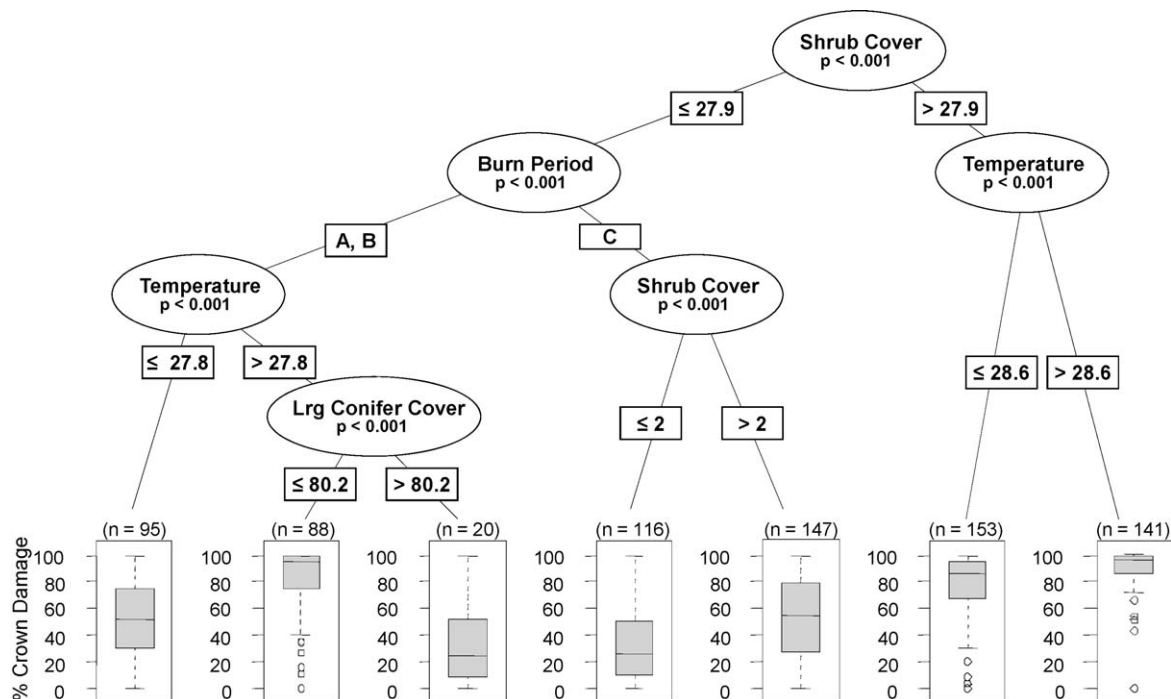 Shrub Cover
p < 0.001
≤ 27.9
> 27.9
Burn Period
p < 0.001
Temperature
p < 0.001
A, B
C
Temperature
p < 0.001
Shrub Cover
p < 0.001
≤ 27.8
> 27.8
≤ 28.6
> 28.6
Lrg Conifer Cover
p < 0.001
≤ 2
> 2
≤ 80.2
> 80.2
(n = 95)
(n = 88)
(n = 20)
(n = 116)
(n = 147)
(n = 153)
(n = 141)
% Crown Damage
100 100 100 100 100 100 100
80 80 80 80 80 80 80
60 60 60 60 60 60 60
40 40 40 40 40 40 40
20 20 20 20 20 20 20
0 0 0 0 0 0 0